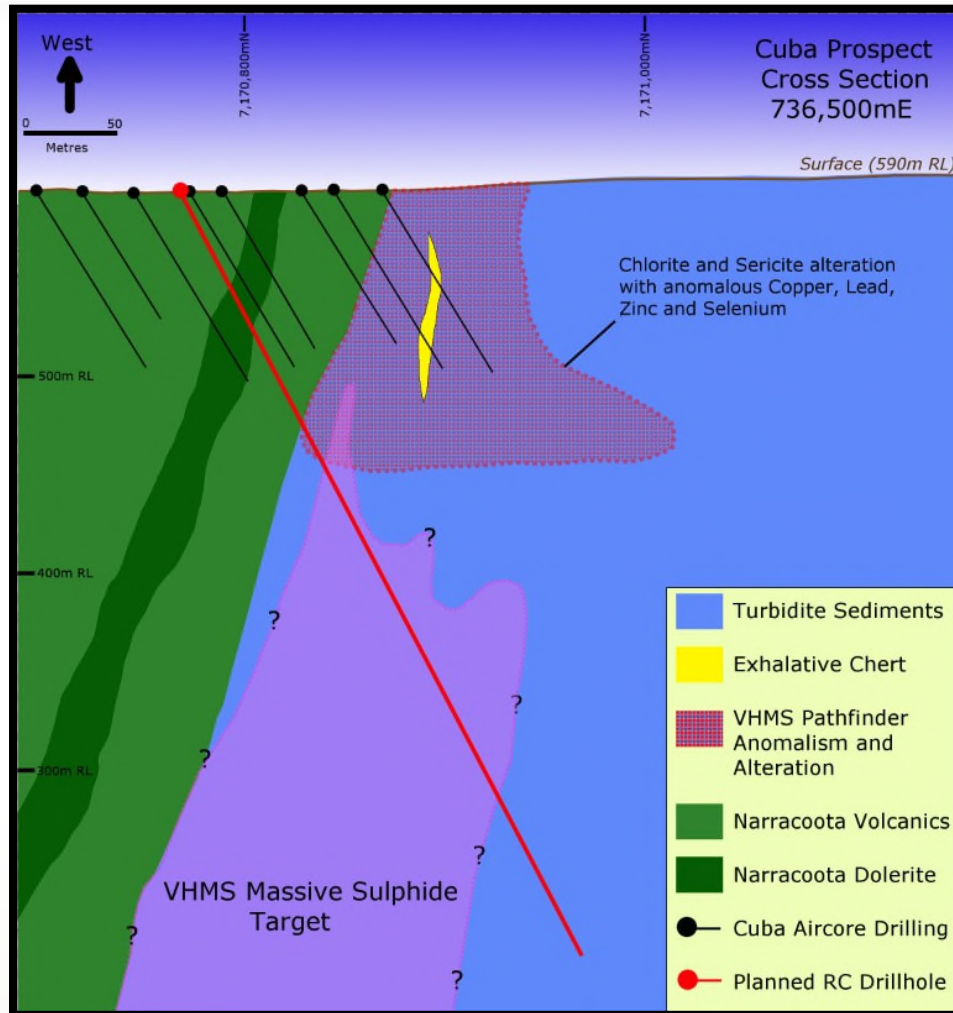 West
0 50
Metres
7,170,800mN
7,171,000mN
Cuba Prospect
Cross Section
736,500mE
Surface (590m RL)
Chlorite and Sericite alteration
with anomalous Copper, Lead,
Zinc and Selenium
500m RL
400m RL
300m RL
?
?
?
?
?
?
?
VHMS Massive Sulphide
Target
Turbidite Sediments
Exhalative Chert
VHMS Pathfinder
Anomalism and
Alteration
Narracoota Volcanics
Narracoota Dolerite
Cuba Aircore Drilling
Planned RC Drillhole